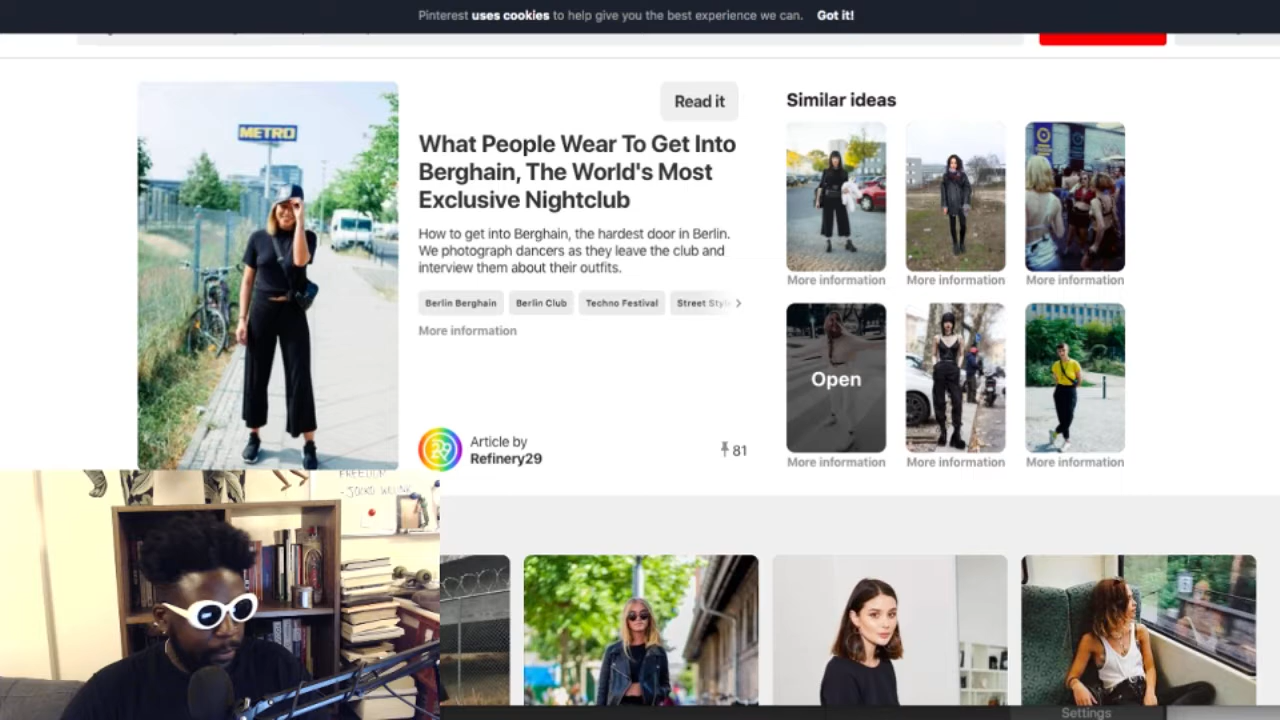 Pinterest uses cookies to help give you the best experience we can. Got it!
METRO
Read it
What People Wear To Get Into
Berghain, The World's Most
Exclusive Nightclub
How to get into Berghain, the hardest door in Berlin.
We photograph dancers as they leave the club and
interview them about their outfits.
Berlin Berghain
Berlin Club
Techno Festival
Street Style
More information
Article by
Refinery29
81
Similar ideas
More information
More information
More information
Open
More information
More information
More information
FREEDOM
Settings